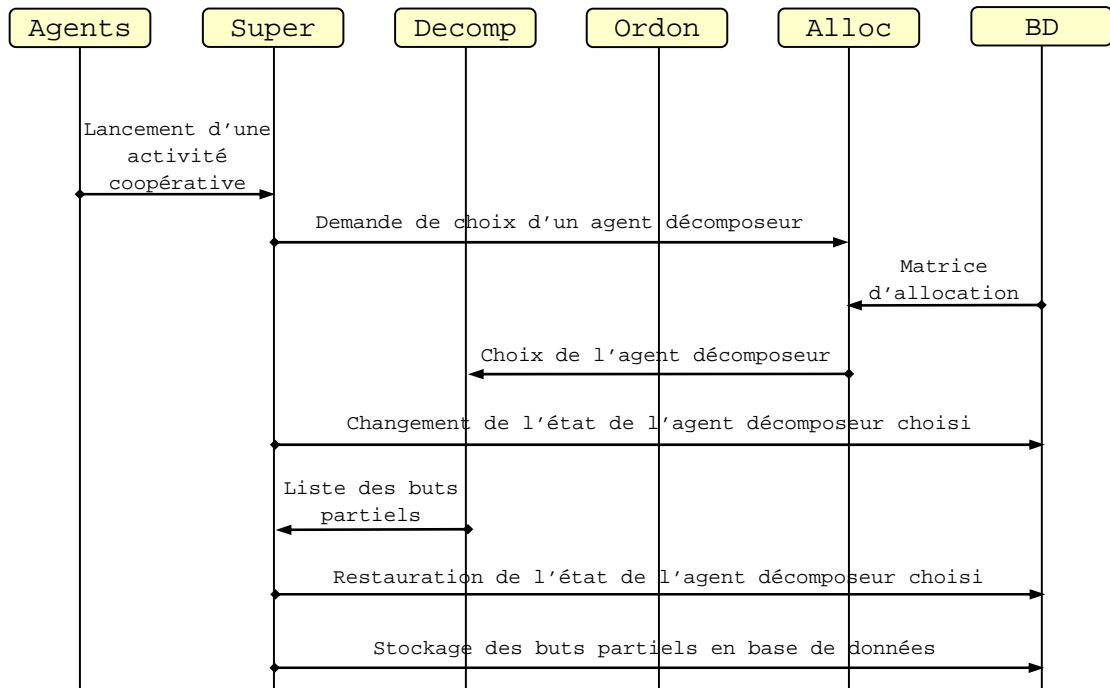 Agents
Super
Decomp
Ordon
Alloc
BD
Lancement d’une
activité
coopérative
Demande de choix d’un agent décomposeur
Matrice
d’allocation
Choix de l’agent décomposeur
Changement de l’état de l’agent décomposeur choisi
Liste des buts
partiels
Restauration de l’état de l’agent décomposeur choisi
Stockage des buts partiels en base de données